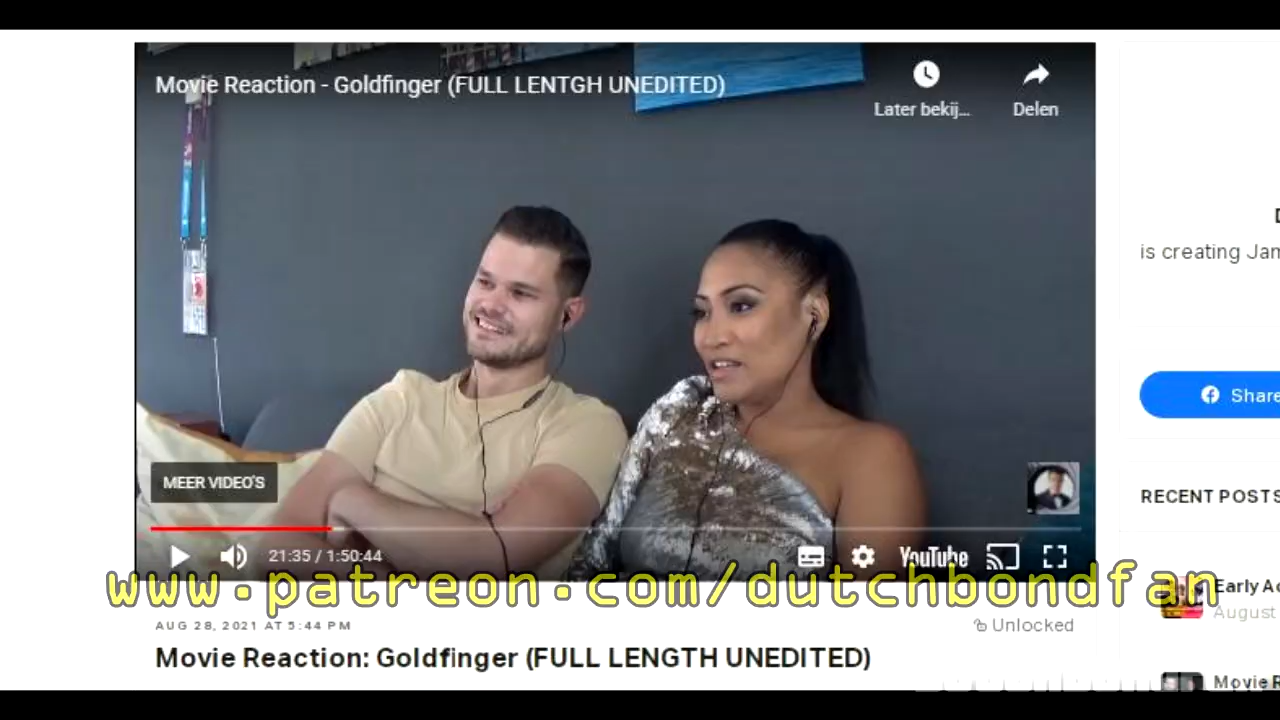 Movie Reaction - Goldfinger (FULL LENTGH UNEDITED)
Later bekij...
Delen
is creating Jam
Share
MEER VIDEO'S
RECENT POSTS
21:35 / 1:50:44
YouTube
www.patreon.com/dutchbondfan
Early Ac
August
AUG 28, 2021 AT 5:44 PM
Unlocked
Movie Reaction: Goldfinger (FULL LENGTH UNEDITED)
Movie R